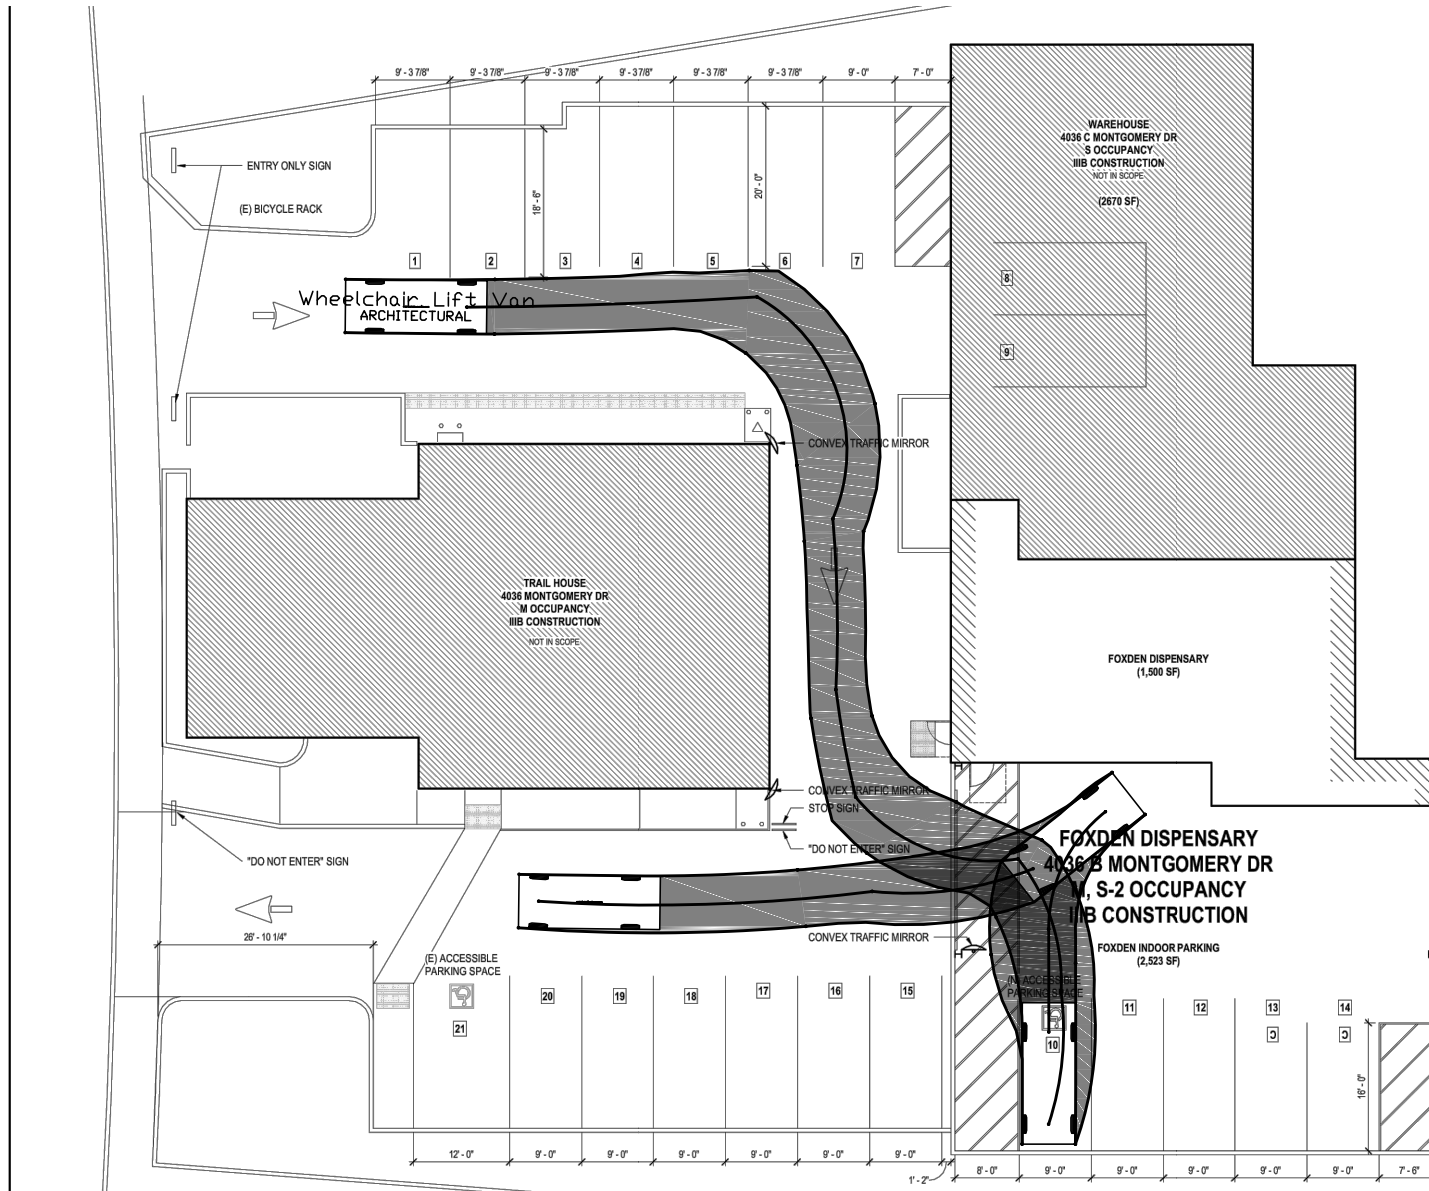 9' - 3 7/8" 9' - 3 7/8" 9' - 3 7/8" 9' - 3 7/8" 9' - 3 7/8" 9' - 3 7/8" 9' - 0" 7' - 0"
WAREHOUSE
4036 C MONTGOMERY DR
S OCCUPANCY
IIIB CONSTRUCTION
NOT IN SCOPE
(2670 SF)
ENTRY ONLY SIGN
(E) BICYCLE RACK
18' - 6"
20' - 0"
1 2 3 4 5 6 7
8
9
Wheelchair Lift Van
ARCHITECTURAL
CONVEX TRAFFIC MIRROR
TRAIL HOUSE
4036 MONTGOMERY DR
M OCCUPANCY
IIIB CONSTRUCTION
NOT IN SCOPE
FOXDEN DISPENSARY
(1,500 SF)
CONVEX TRAFFIC MIRROR
STOP SIGN
"DO NOT ENTER" SIGN
"DO NOT ENTER" SIGN
FOXDEN DISPENSARY
4036 B MONTGOMERY DR
M, S-2 OCCUPANCY
IIIB CONSTRUCTION
FOXDEN INDOOR PARKING
(2,523 SF)
CONVEX TRAFFIC MIRROR
26' - 10 1/4"
(E) ACCESSIBLE
PARKING SPACE
(N) ACCESSIBLE
PARKING SPACE
21 20 19 18 17 16 15
10 11 12 13 14
C C
16' - 0"
12' - 0" 9' - 0" 9' - 0" 9' - 0" 9' - 0" 9' - 0" 9' - 0"
1' - 2"
8' - 0" 9' - 0" 9' - 0" 9' - 0" 9' - 0" 9' - 0" 7' - 6"